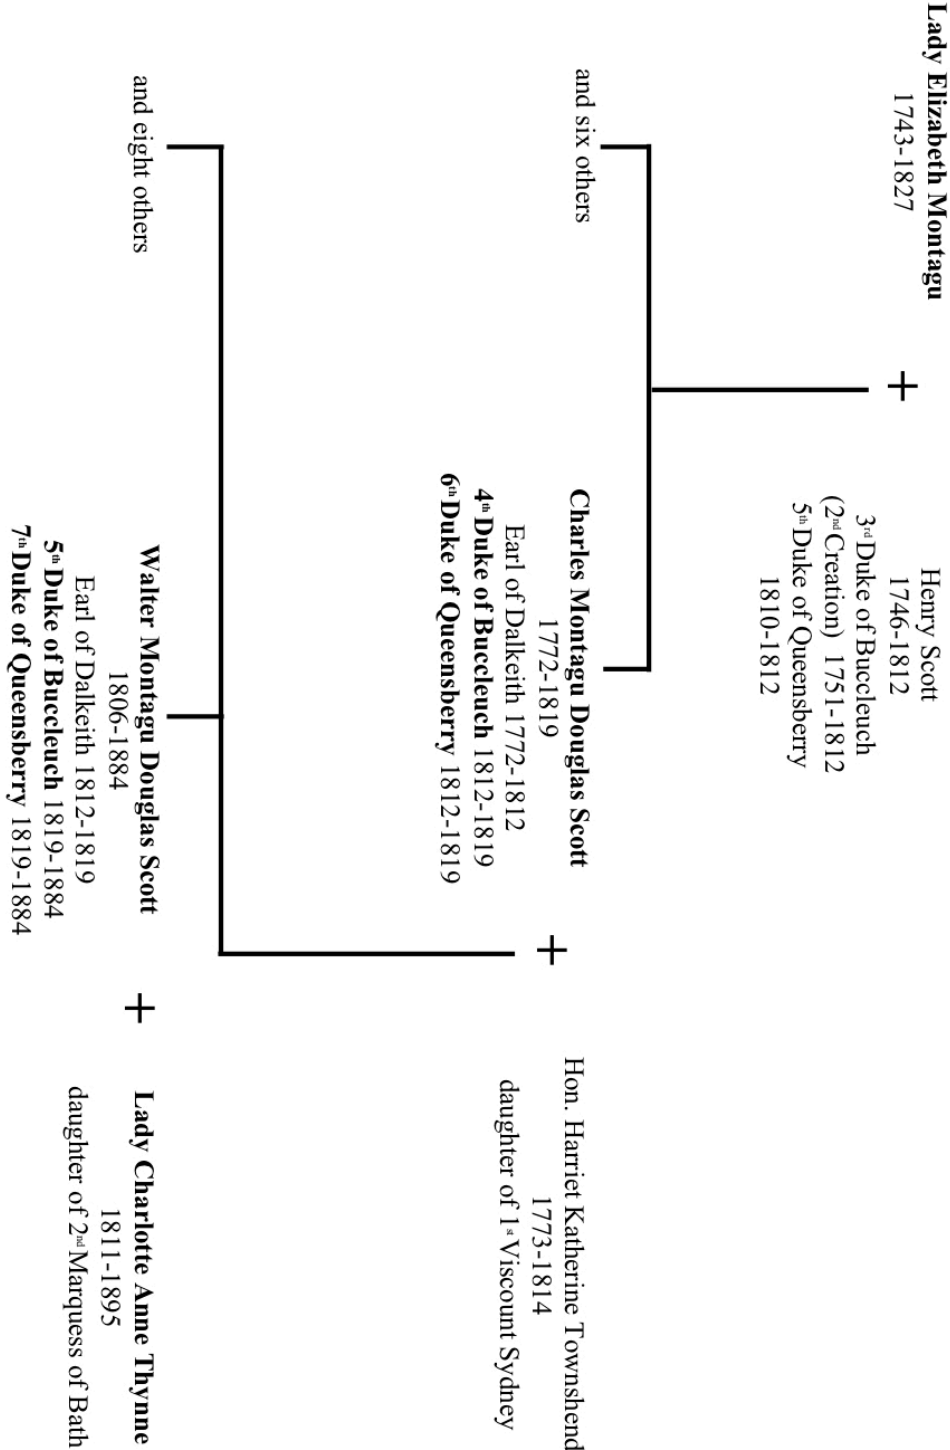 Lady Elizabeth Montagu
1743-1827
+
Henry Scott
1746-1812
3rd Duke of Buccleuch
(2nd Creation) 1751-1812
5th Duke of Queensberry
1810-1812
and six others
Charles Montagu Douglas Scott
1772-1819
Earl of Dalkeith 1772-1812
4th Duke of Buccleuch 1812-1819
6th Duke of Queensberry 1812-1819
+
Hon. Harriet Katherine Townshend
1773-1814
daughter of 1st Viscount Sydney
and eight others
Walter Montagu Douglas Scott
1806-1884
Earl of Dalkeith 1812-1819
5th Duke of Buccleuch 1819-1884
7th Duke of Queensberry 1819-1884
+
Lady Charlotte Anne Thynne
1811-1895
daughter of 2nd Marquess of Bath